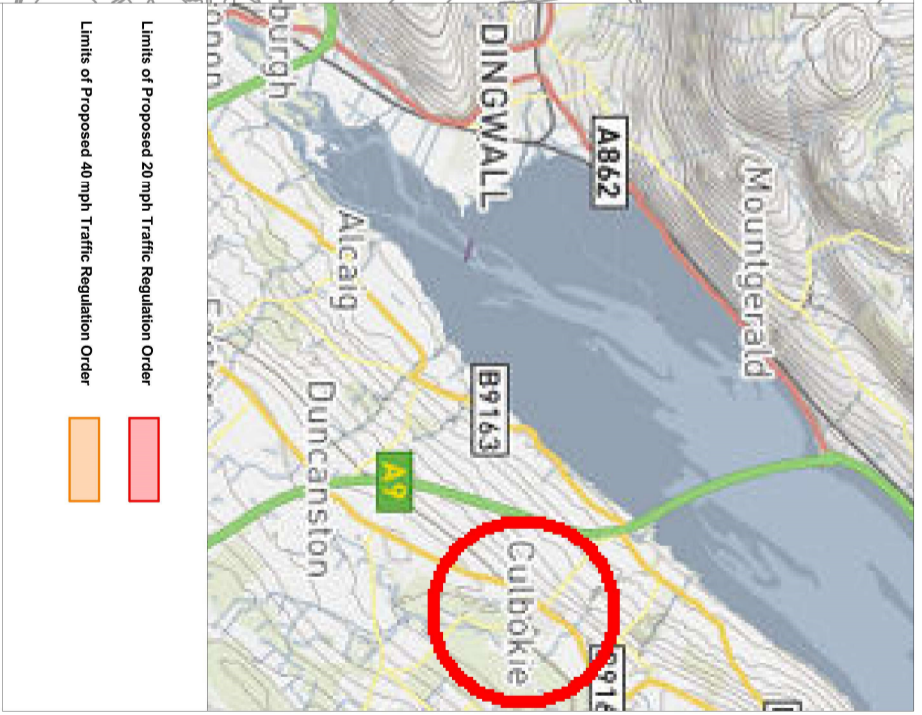 Limits of Proposed 20 mph Traffic Regulation Order
Limits of Proposed 40 mph Traffic Regulation Order
Mountgerald
A862
DINGWALL
B9163
Culbokie
A9
Alcaig
Duncanston
burgh